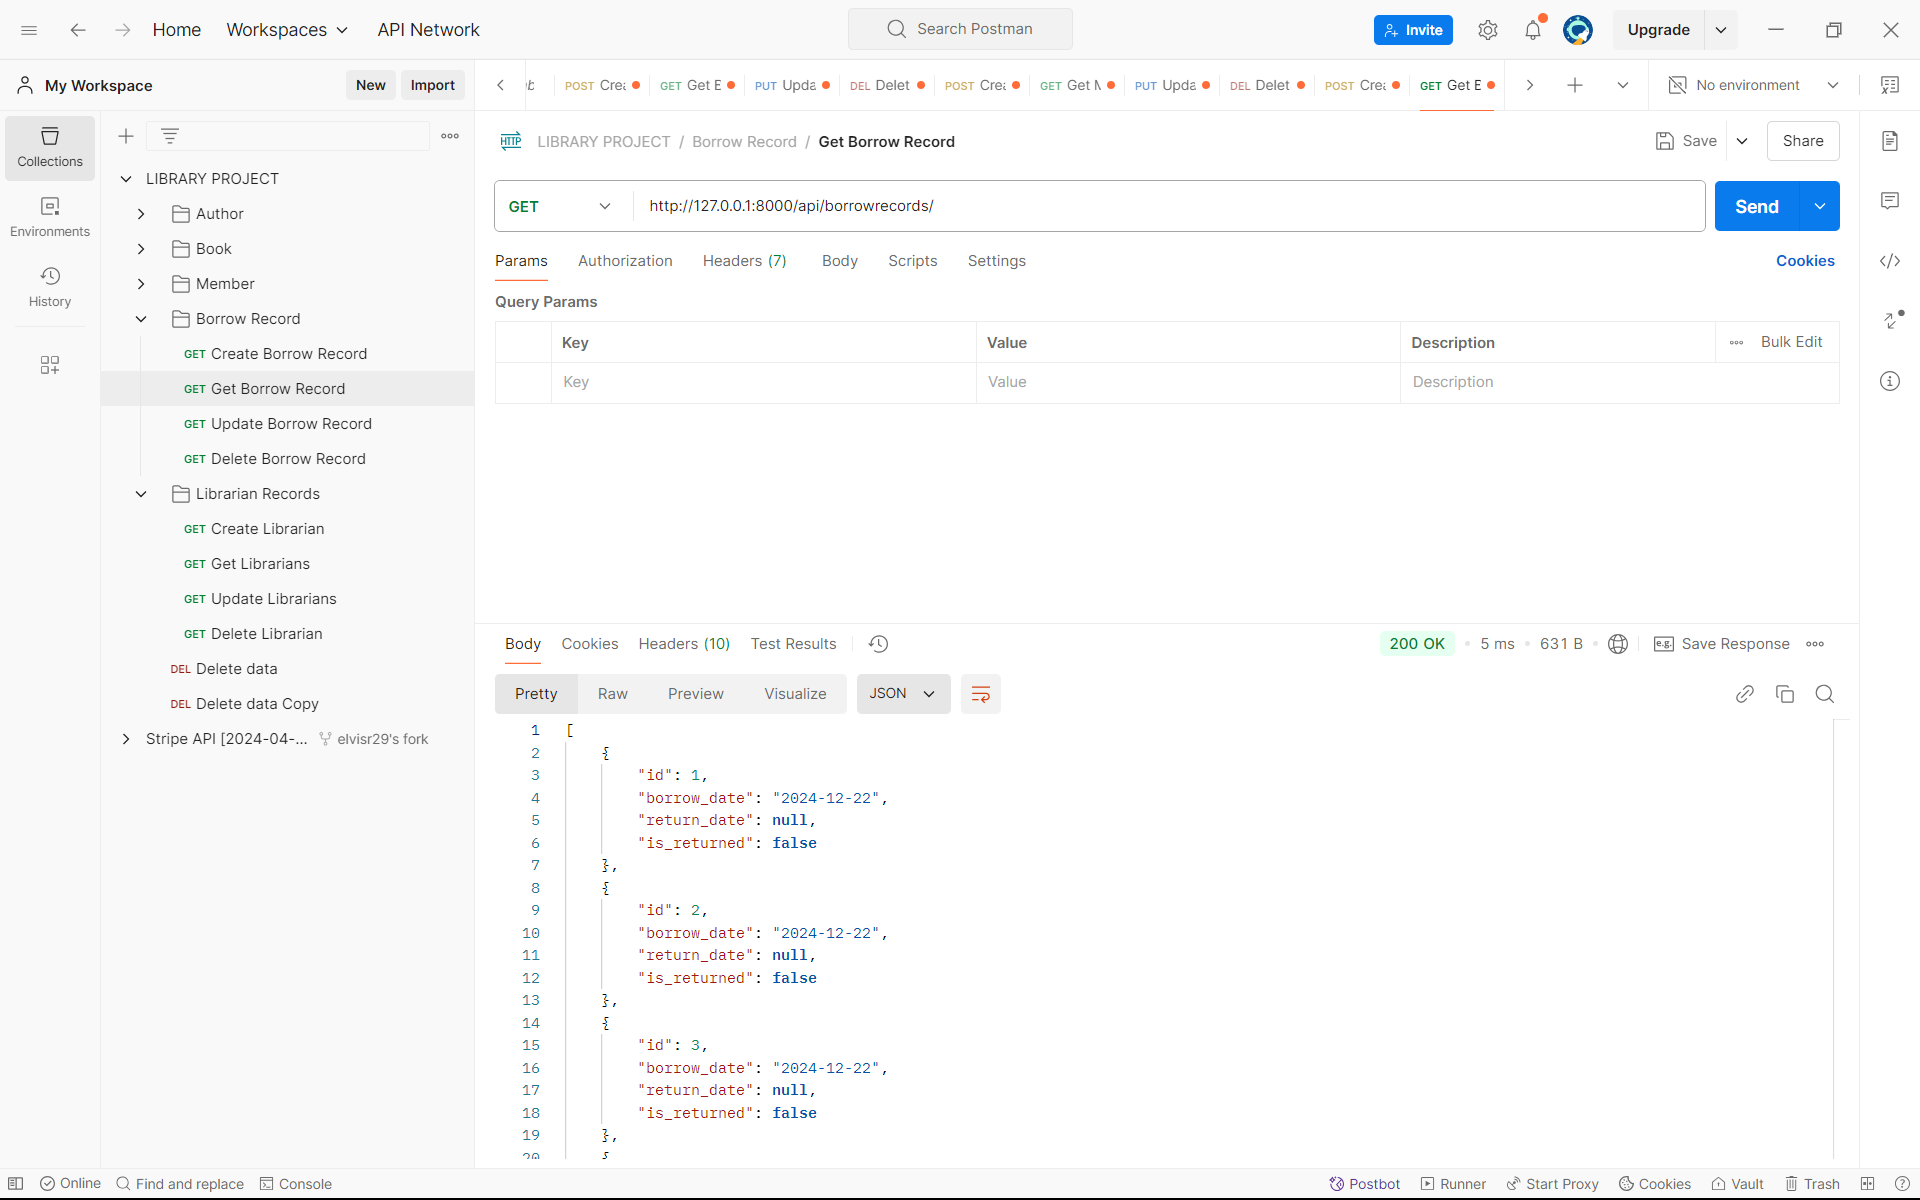 Home Workspaces API Network Search Postman Invite Upgrade
My Workspace New Import POST Crea GET Get E PUT Upda DEL Delet POST Crea GET Get M PUT Upda DEL Delet POST Crea GET Get E No environment
Collections
LIBRARY PROJECT / Borrow Record / Get Borrow Record Save Share
LIBRARY PROJECT
Author
GET http://127.0.0.1:8000/api/borrowrecords/ Send
Environments
Book
Params Authorization Headers (7) Body Scripts Settings Cookies
Member
History
Query Params
Borrow Record
Key Value Description Bulk Edit
GET Create Borrow Record
Key Value Description
GET Get Borrow Record
GET Update Borrow Record
GET Delete Borrow Record
Librarian Records
GET Create Librarian
GET Get Librarians
GET Update Librarians
GET Delete Librarian
DEL Delete data
DEL Delete data Copy
Stripe API [2024-04-... elvisr29's fork
Body Cookies Headers (10) Test Results 200 OK 5 ms 631 B e.g. Save Response
Pretty Raw Preview Visualize JSON
1 [
2 {
3 "id": 1,
4 "borrow_date": "2024-12-22",
5 "return_date": null,
6 "is_returned": false
7 },
8 {
9 "id": 2,
10 "borrow_date": "2024-12-22",
11 "return_date": null,
12 "is_returned": false
13 },
14 {
15 "id": 3,
16 "borrow_date": "2024-12-22",
17 "return_date": null,
18 "is_returned": false
19 },
20 {
Online Find and replace Console Postbot Runner Start Proxy Cookies Vault Trash